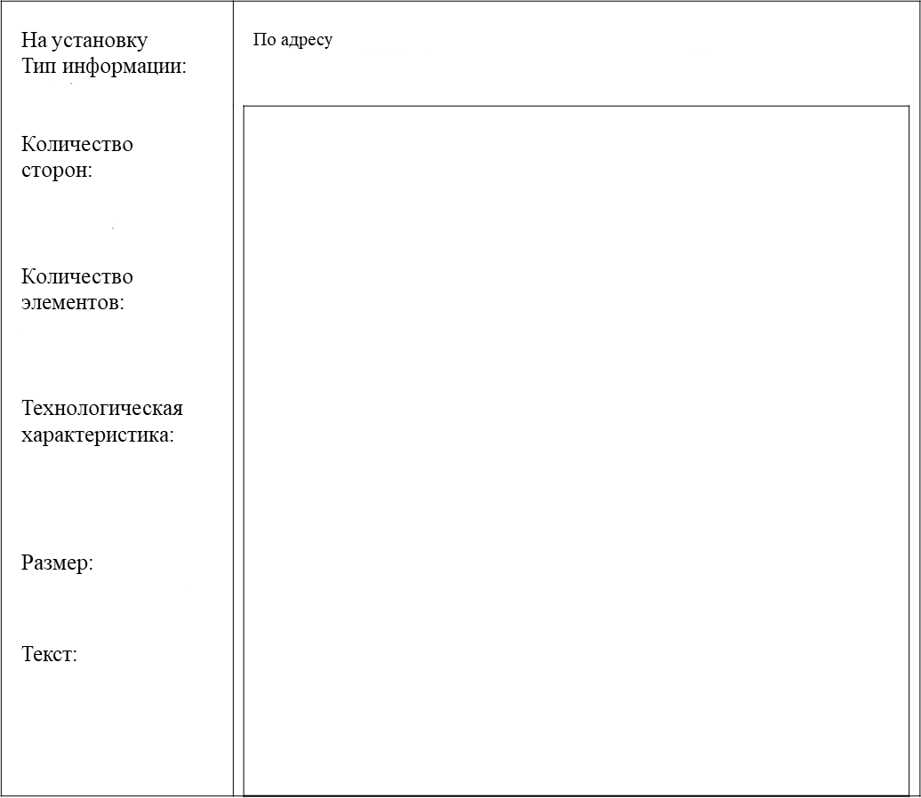 На установку
Тип информации:
Количество
сторон:
Количество
элементов:
Технологическая
характеристика:
Размер:
Текст:
По адресу